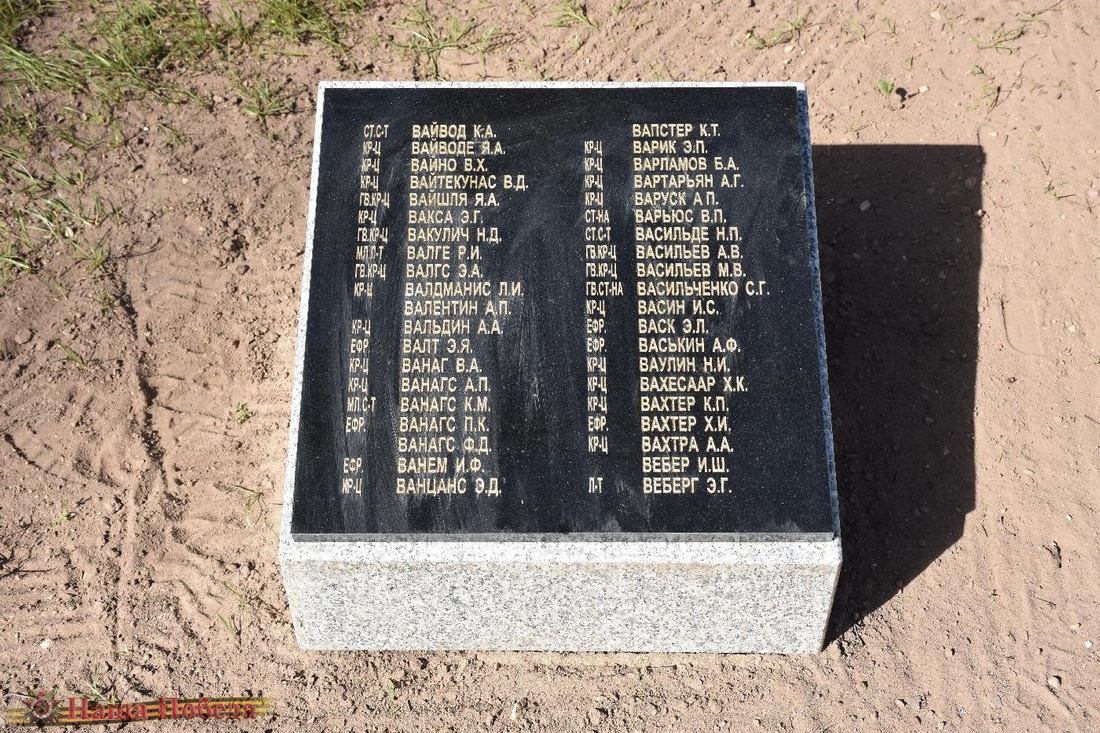 СТ.С-Т ВАЙВОД К.А.
КР-Ц ВАЙВОДЕ Я.А.
КР-Ц ВАЙНО В.Х.
КР-Ц ВАЙТЕКУНАС В.Д.
ГВ.КР-Ц ВАЙШЛЯ Я.А.
КР-Ц ВАКСА Э.Г.
ГВ.КР-Ц ВАКУЛИЧ Н.Д.
МЛ.Л-Т ВАЛГЕ Р.И.
ГВ.КР-Ц ВАЛГС Э.А.
КР-Ц ВАЛДМАНИС Л.И.
ВАЛЕНТИН А.П.
КР-Ц ВАЛЬДИН А.А.
ЕФР. ВАЛТ Э.Я.
КР-Ц ВАНАГ В.А.
КР-Ц ВАНАГС А.П.
МЛ.С-Т ВАНАГС К.М.
ЕФР. ВАНАГС П.К.
ВАНАГС Ф.Д.
ЕФР. ВАНЕМ И.Ф.
КР-Ц ВАНЦАНС Э.Д.
ВАПСТЕР К.Т.
КР-Ц ВАРИК Э.П.
КР-Ц ВАРЛАМОВ Б.А.
КР-Ц ВАРТАРЬЯН А.Г.
КР-Ц ВАРУСК А.П.
СТ-НА ВАРЬЮС В.П.
СТ.С-Т ВАСИЛЬДЕ Н.П.
ГВ.КР-Ц ВАСИЛЬЕВ А.В.
ГВ.КР-Ц ВАСИЛЬЕВ М.В.
ГВ.СТ-НА ВАСИЛЬЧЕНКО С.Г.
КР-Ц ВАСИН И.С.
ЕФР. ВАСК Э.Л.
ЕФР. ВАСЬКИН А.Ф.
КР-Ц ВАУЛИН Н.И.
КР-Ц ВАХЕСААР Х.К.
КР-Ц ВАХТЕР К.П.
ЕФР. ВАХТЕР Х.И.
КР-Ц ВАХТРА А.А.
ВЕБЕР И.Ш.
Л-Т ВЕБЕРГ Э.Г.
Наша Победа